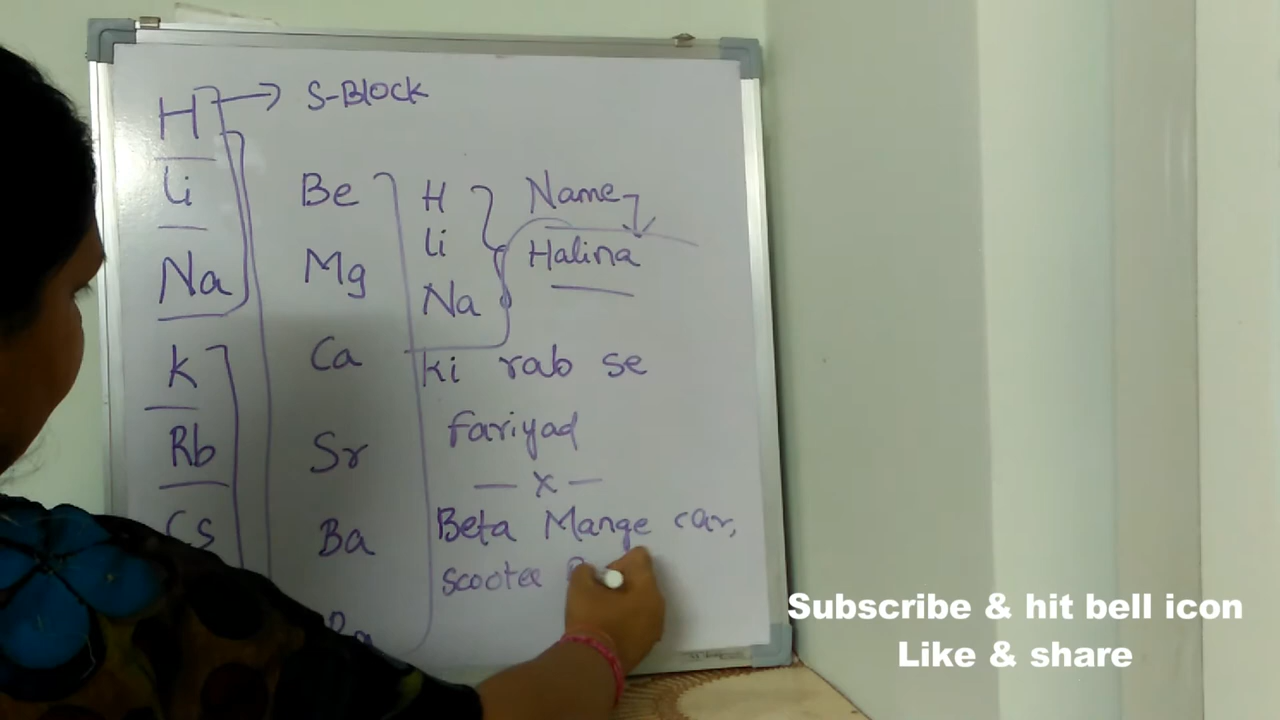 H → S-Block
Li
Na
K
Rb
Cs
Be
Mg
Ca
Sr
Ba
Ra
H
Li
Na
Name
Halina
ki rab se
fariyad
— x —
Beta Mange car,
scooter
Subscribe & hit bell icon
Like & share